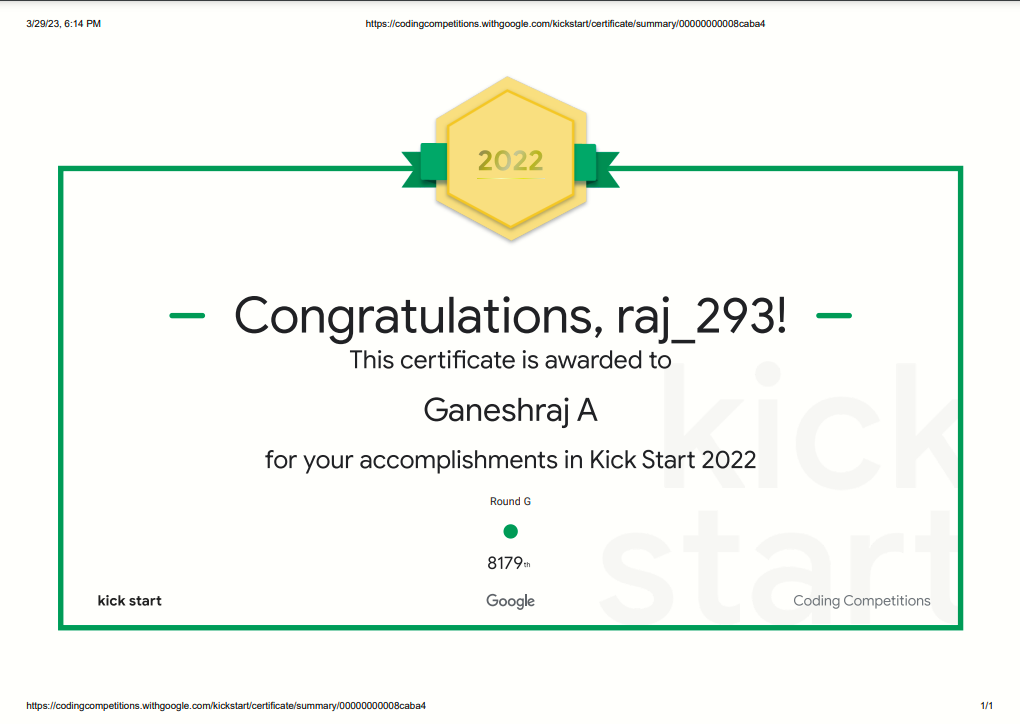 3/29/23, 6:14 PM
https://codingcompetitions.withgoogle.com/kickstart/certificate/summary/00000000008caba4
2022
Congratulations, raj_293!
This certificate is awarded to
Ganeshraj A
for your accomplishments in Kick Start 2022
kick
start
Round G
8179th
kick start
Google
Coding Competitions
https://codingcompetitions.withgoogle.com/kickstart/certificate/summary/00000000008caba4
1/1